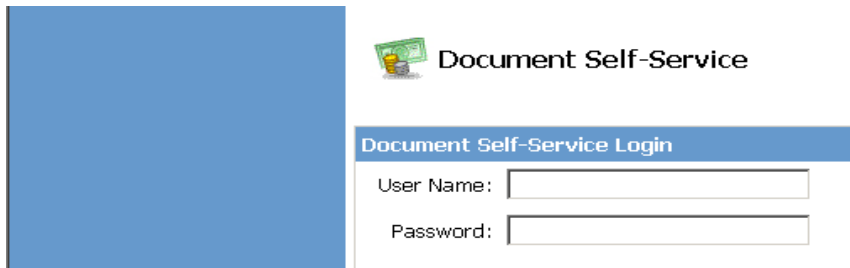 Document Self-Service
Document Self-Service Login
User Name:
Password: